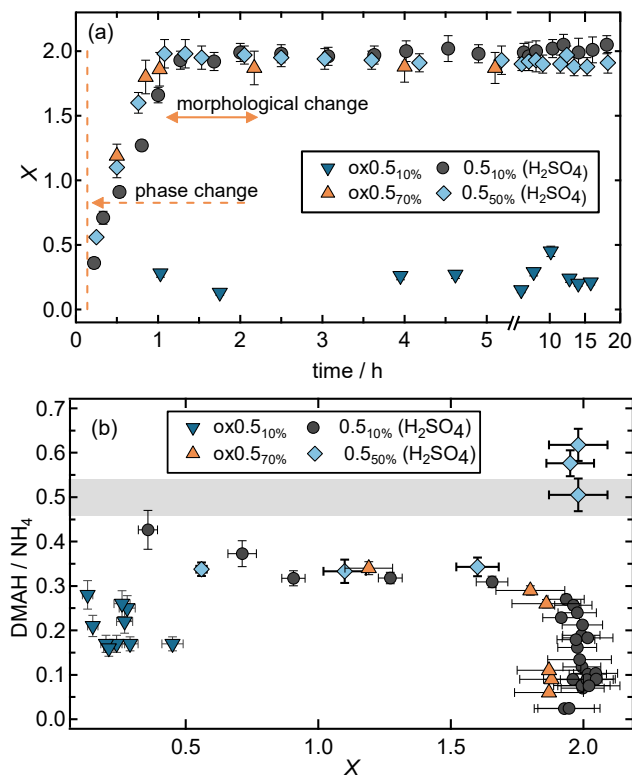 (a)
2.0
1.5
1.0
0.5
0.0
X
morphological change
phase change
ox0.5₁₀% 0.5₁₀% (H₂SO₄)
ox0.5₇₀% 0.5₅₀% (H₂SO₄)
0 1 2 3 4 5 10 15 20
time / h
(b)
0.7
0.6
0.5
0.4
0.3
0.2
0.1
0.0
DMAH / NH₄
ox0.5₁₀% 0.5₁₀% (H₂SO₄)
ox0.5₇₀% 0.5₅₀% (H₂SO₄)
0.5 1.0 1.5 2.0
X